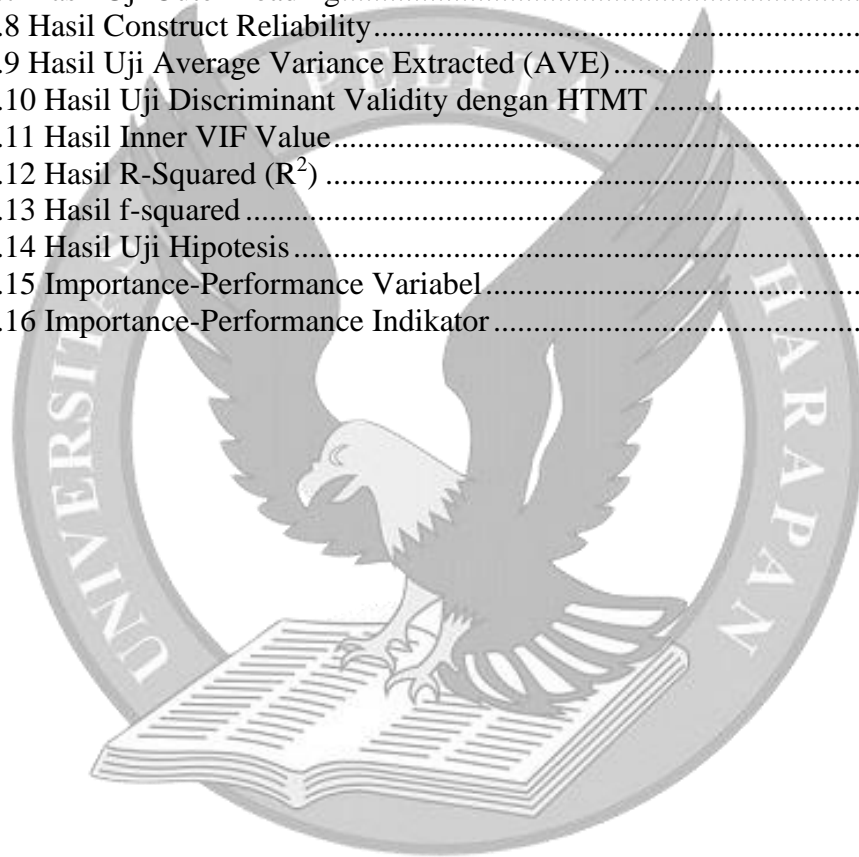 .8 Hasil Construct Reliability
.9 Hasil Uji Average Variance Extracted (AVE)
.10 Hasil Uji Discriminant Validity dengan HTMT
.11 Hasil Inner VIF Value
.12 Hasil R-Squared (R²)
.13 Hasil f-squared
.14 Hasil Uji Hipotesis
.15 Importance-Performance Variabel
.16 Importance-Performance Indikator
UNIVERSITAS PELITA HARAPAN